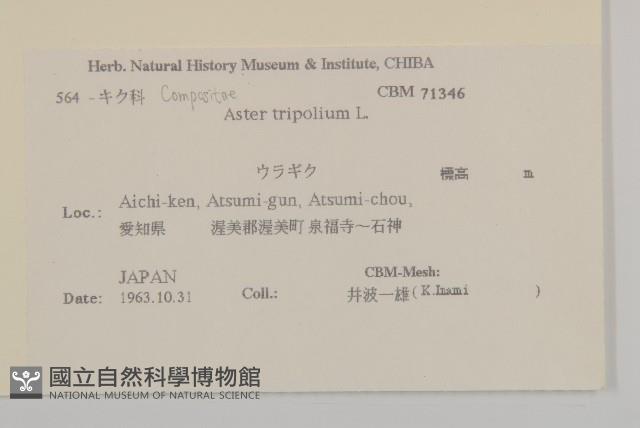 Herb. Natural History Museum & Institute, CHIBA
564 - キク科 Compositae CBM 71346
Aster tripolium L.
ウラギク 標高 m
Loc.: Aichi-ken, Atsumi-gun, Atsumi-chou,
愛知県 渥美郡渥美町 泉福寺~石神
JAPAN
CBM-Mesh:
Date: 1963.10.31 Coll.: 井波一雄 (K.Inami )
國立自然科學博物館
NATIONAL MUSEUM OF NATURAL SCIENCE